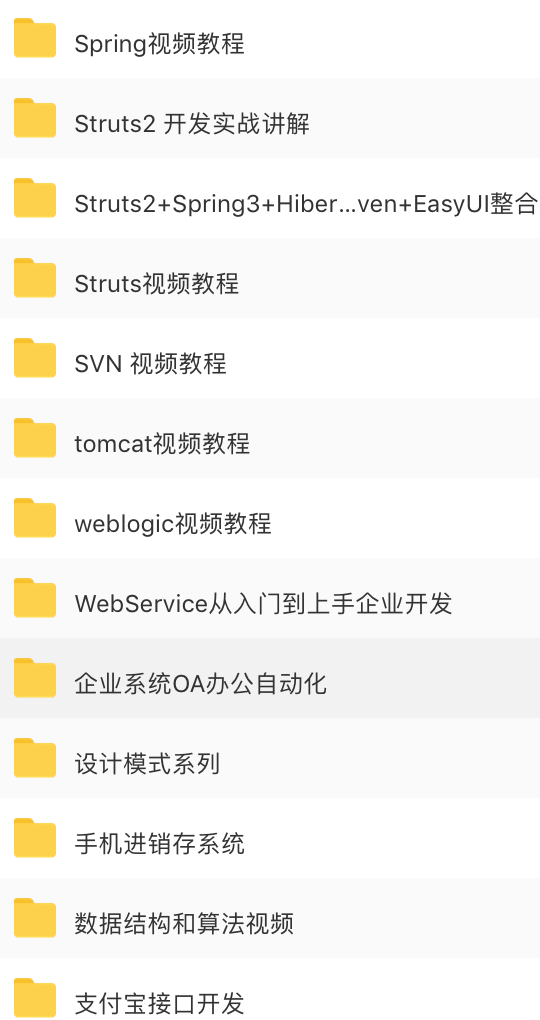 Spring视频教程
Struts2 开发实战讲解
Struts2+Spring3+Hiber...ven+EasyUI整合
Struts视频教程
SVN 视频教程
tomcat视频教程
weblogic视频教程
WebService从入门到上手企业开发
企业系统OA办公自动化
设计模式系列
手机进销存系统
数据结构和算法视频
支付宝接口开发